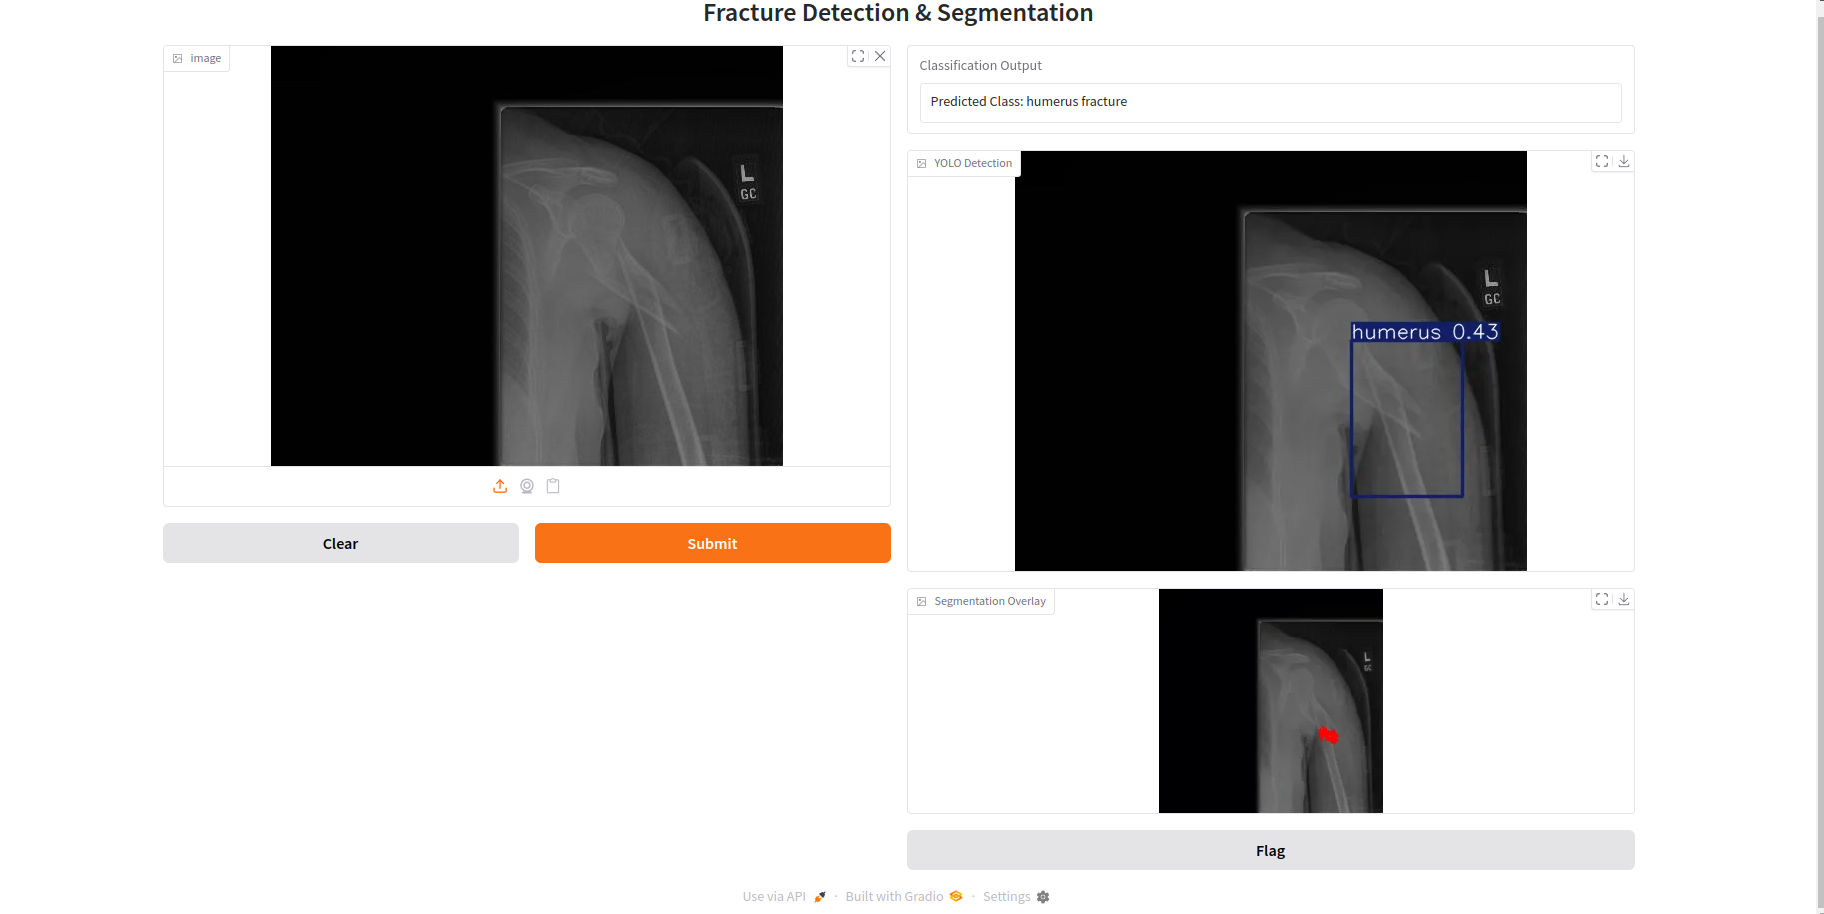 Fracture Detection & Segmentation
image
L
GC
Clear
Submit
Classification Output
Predicted Class: humerus fracture
YOLO Detection
L
GC
humerus 0.43
Segmentation Overlay
L
Flag
Use via API · Built with Gradio · Settings